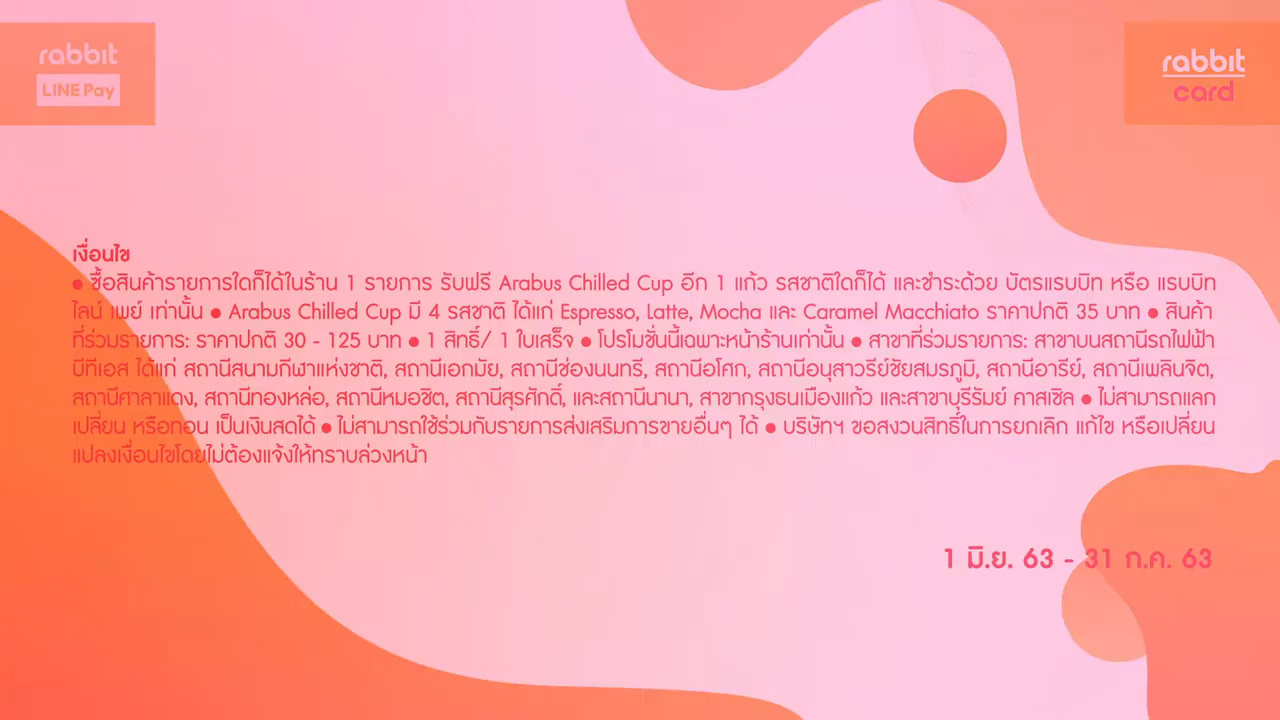 rabbit
LINE Pay
rabbit
card
เงื่อนไข
● ซื้อสินค้ารายการใดก็ได้ในร้าน 1 รายการ รับฟรี Arabus Chilled Cup อีก 1 แก้ว รสชาติใดก็ได้ และชำระด้วย บัตรแรบบิท หรือ แรบบิท
ไลน์ เพย์ เท่านั้น ● Arabus Chilled Cup มี 4 รสชาติ ได้แก่ Espresso, Latte, Mocha และ Caramel Macchiato ราคาปกติ 35 บาท ● สินค้า
ที่ร่วมรายการ: ราคาปกติ 30 - 125 บาท ● 1 สิทธิ์/ 1 ใบเสร็จ ● โปรโมชั่นนี้เฉพาะหน้าร้านเท่านั้น ● สาขาที่ร่วมรายการ: สาขาบนสถานีรถไฟฟ้า
บีทีเอส ได้แก่ สถานีสนามกีฬาแห่งชาติ, สถานีเอกมัย, สถานีช่องนนทรี, สถานีอโศก, สถานีอนุสาวรีย์ชัยสมรภูมิ, สถานีอารีย์, สถานีเพลินจิต,
สถานีศาลาแดง, สถานีทองหล่อ, สถานีหมอชิต, สถานีสุรศักดิ์, และสถานีนานา, สาขากรุงธนเมืองแก้ว และสาขาบุรีรัมย์ คาสเซิล ● ไม่สามารถแลก
เปลี่ยน หรือทอน เป็นเงินสดได้ ● ไม่สามารถใช้ร่วมกับรายการส่งเสริมการขายอื่นๆ ได้ ● บริษัทฯ ขอสงวนสิทธิ์ในการยกเลิก แก้ไข หรือเปลี่ยน
แปลงเงื่อนไขโดยไม่ต้องแจ้งให้ทราบล่วงหน้า
1 มิ.ย. 63 - 31 ก.ค. 63